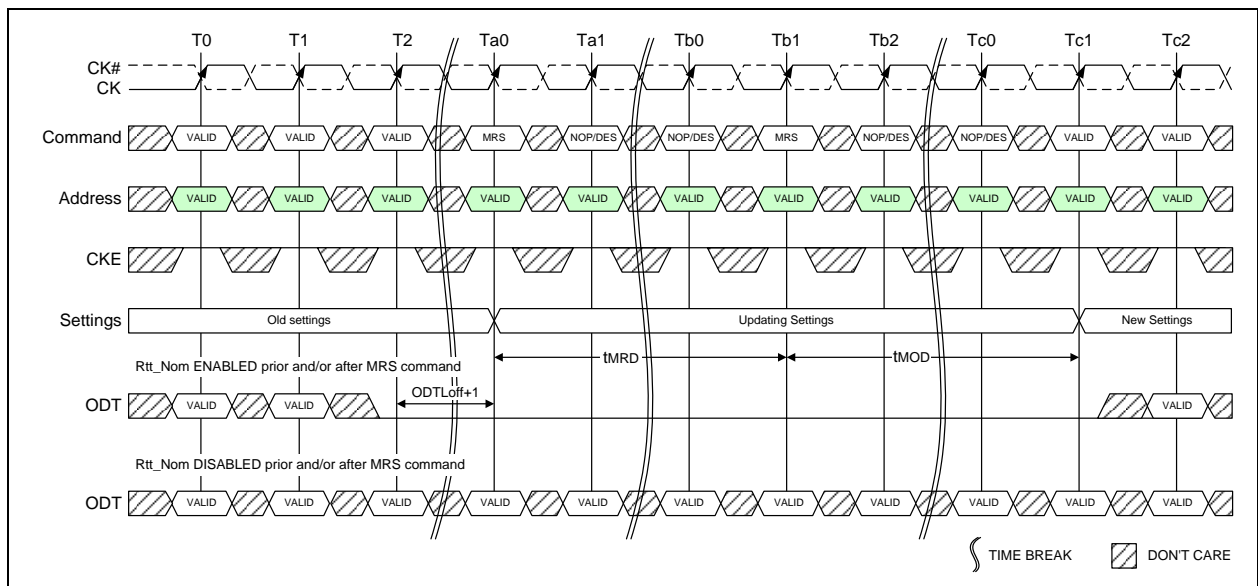 T0 T1 T2 Ta0 Ta1 Tb0 Tb1 Tb2 Tc0 Tc1 Tc2
CK#
CK
Command VALID VALID VALID MRS NOP/DES NOP/DES MRS NOP/DES NOP/DES VALID VALID
Address VALID VALID VALID VALID VALID VALID VALID VALID VALID VALID VALID
CKE
Settings Old settings Updating Settings New Settings
Rtt_Nom ENABLED prior and/or after MRS command
tMRD tMOD
ODTLoff+1
ODT VALID VALID VALID
Rtt_Nom DISABLED prior and/or after MRS command
ODT VALID VALID VALID VALID VALID VALID VALID VALID VALID VALID VALID
TIME BREAK DON'T CARE